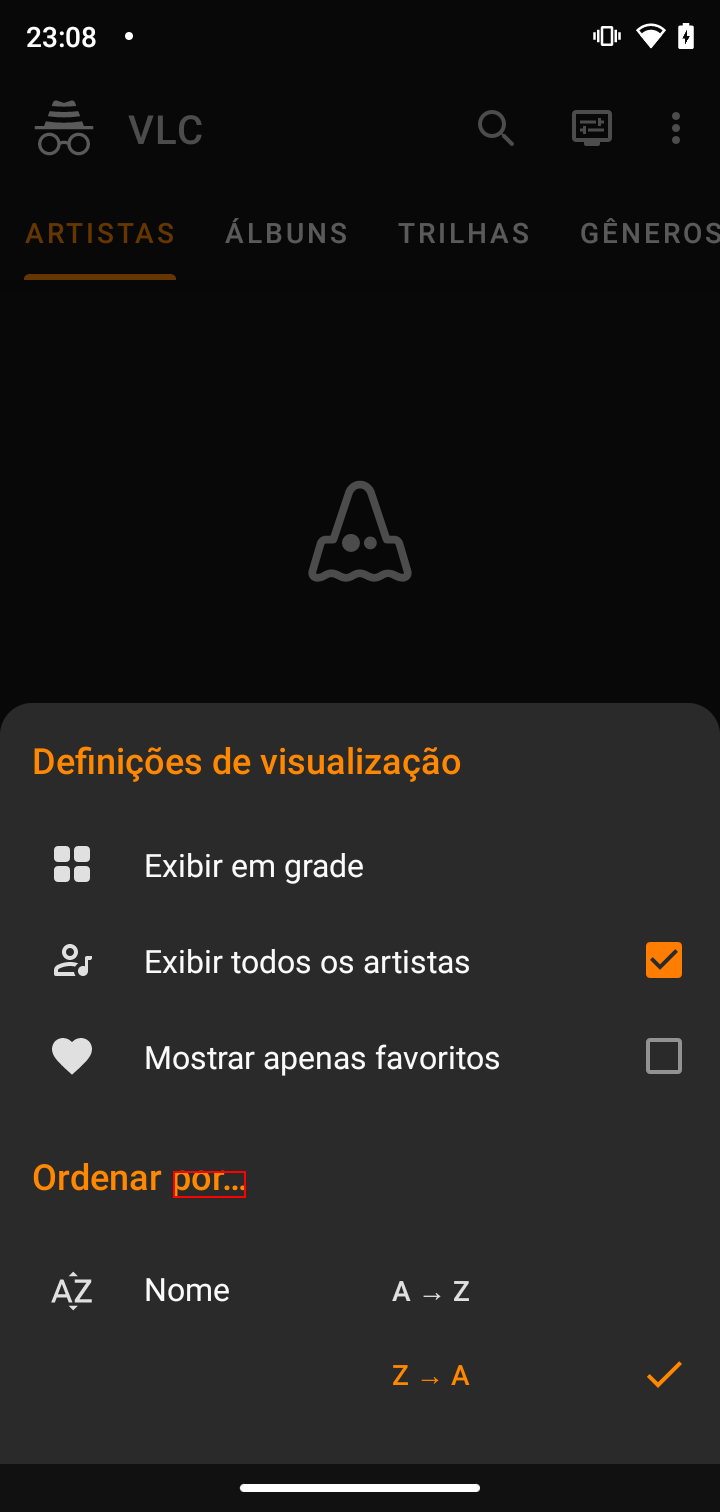 23:08
VLC
ARTISTAS ÁLBUNS TRILHAS GÊNEROS
Definições de visualização
Exibir em grade
Exibir todos os artistas
Mostrar apenas favoritos
Ordenar por...
AZ Nome A → Z
Z → A